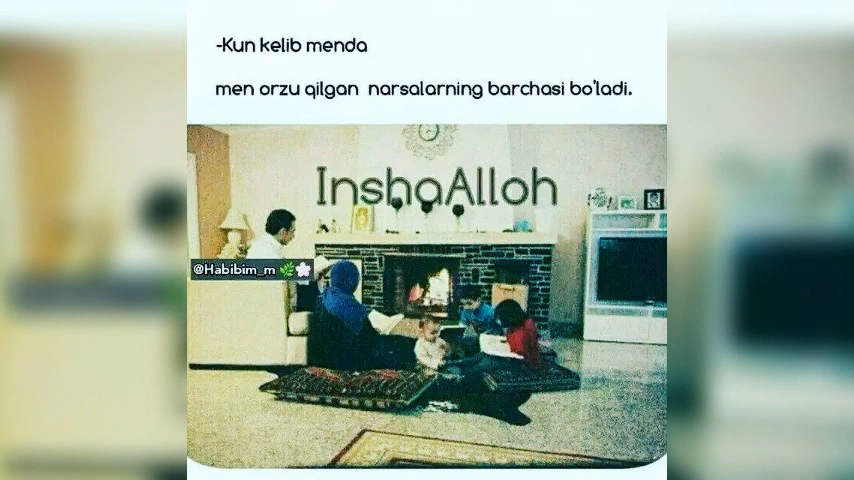 -Kun kelib menda
men orzu qilgan narsalarning barchasi bo'ladi.
InshaAlloh
@Habibim_m